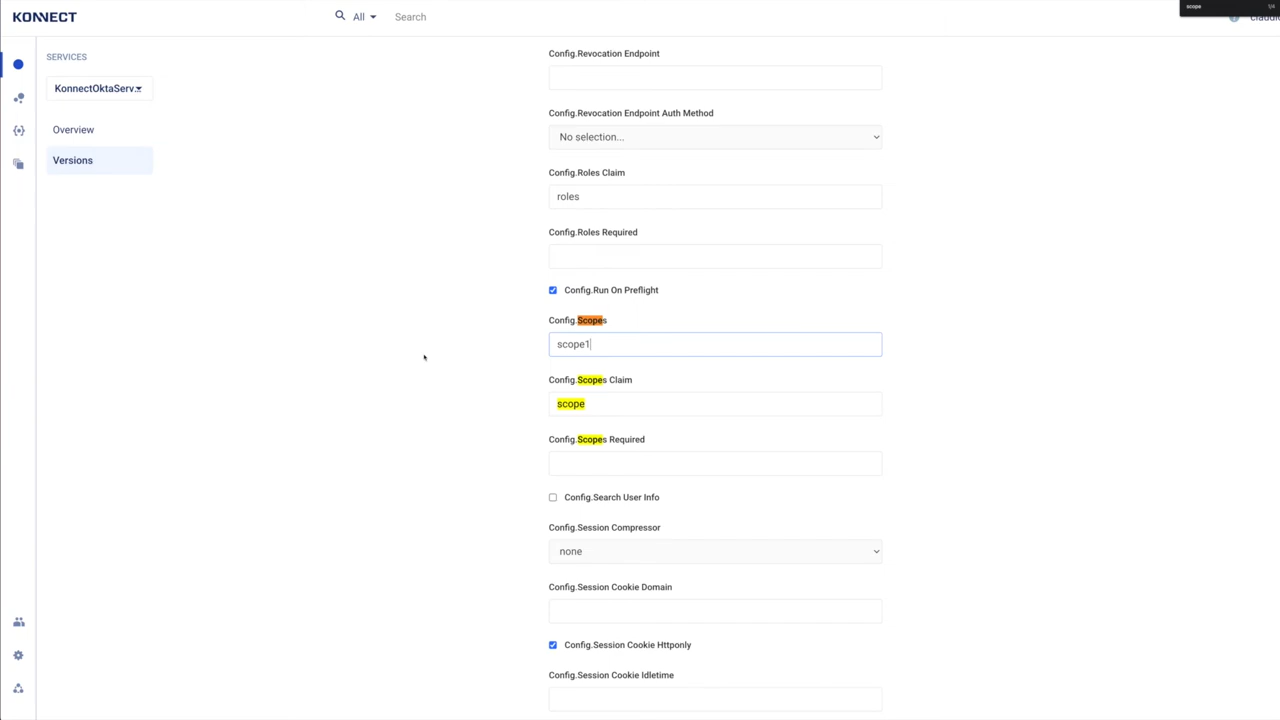 scope 1/4
KONNECT
All
Search
SERVICES
KonnectOktaServ...
Overview
Versions
Config.Revocation Endpoint
Config.Revocation Endpoint Auth Method
No selection...
Config.Roles Claim
roles
Config.Roles Required
Config.Run On Preflight
Config.Scopes
scope1
Config.Scopes Claim
scope
Config.Scopes Required
Config.Search User Info
Config.Session Compressor
none
Config.Session Cookie Domain
Config.Session Cookie Httponly
Config.Session Cookie Idletime